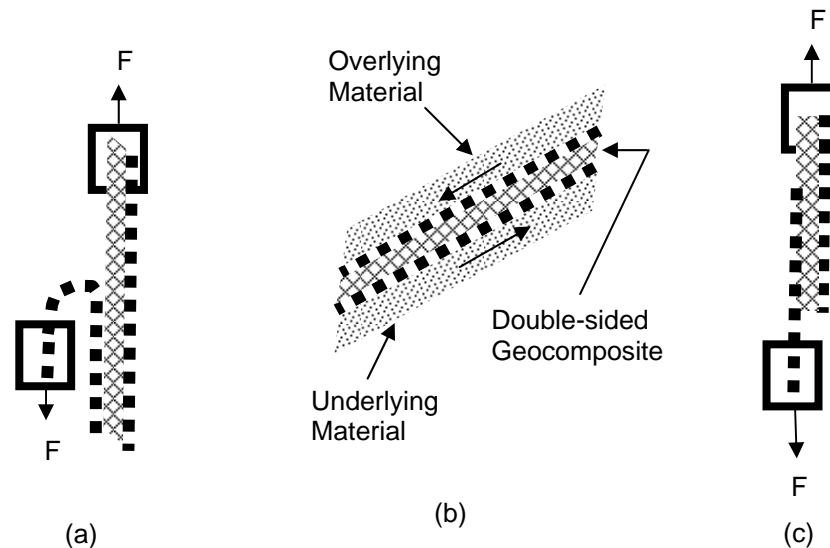 F
F
(a)
Overlying
Material
Double-sided
Geocomposite
Underlying
Material
(b)
F
F
(c)